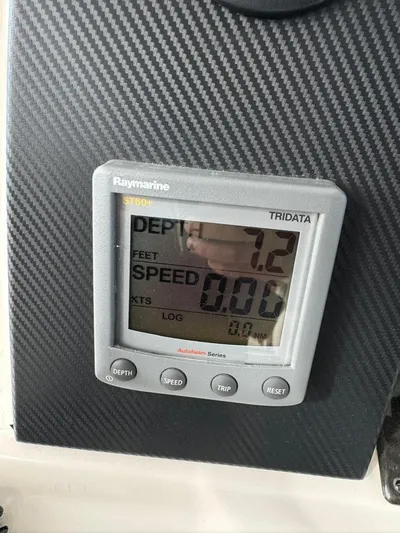 Raymarine
ST60+
TRIDATA
DEPTH 7.2
FEET
SPEED 0.00
KTS
LOG 0.0 NM
Autohelm Series
DEPTH SPEED TRIP RESET